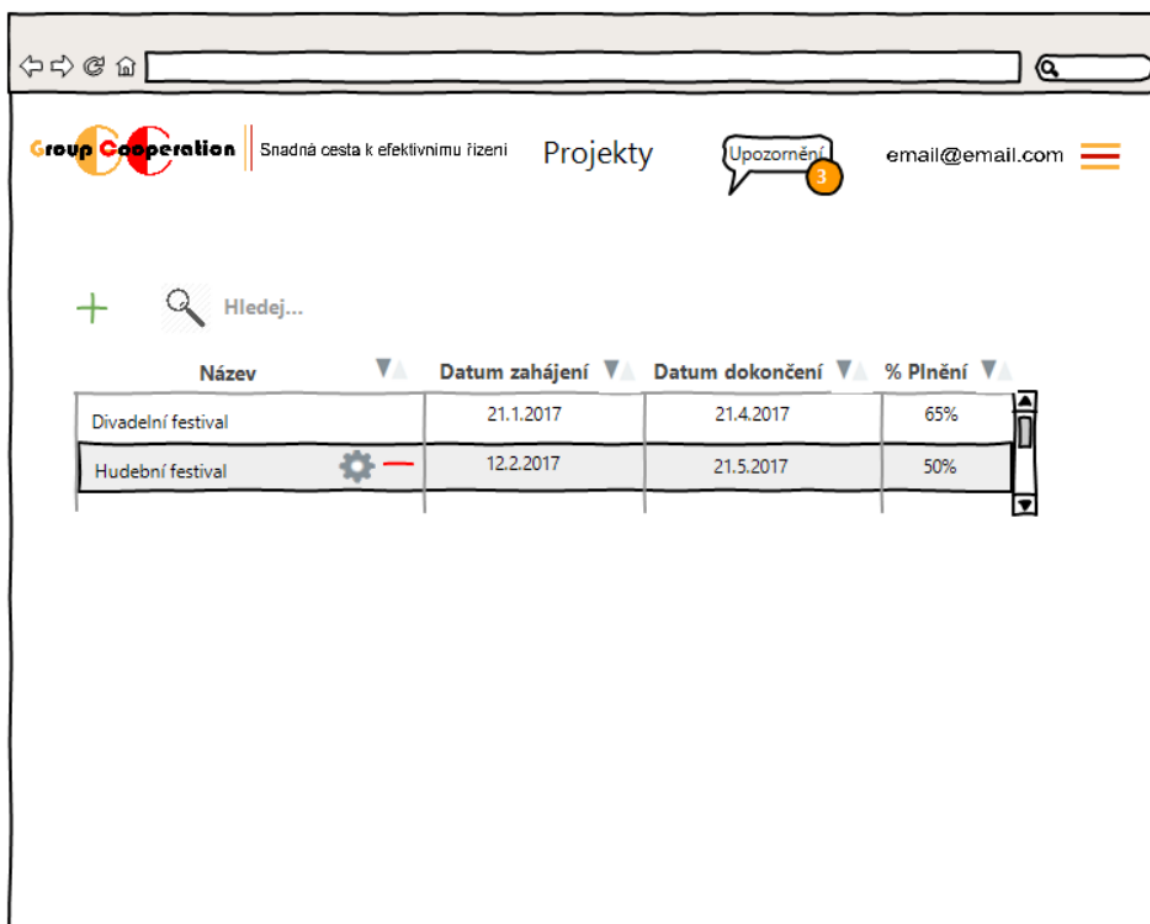 Group Cooperation Snadná cesta k efektivnímu řízení Projekty Upozornění 3 email@email.com
Hledej...
Název Datum zahájení Datum dokončení % Plnění
Divadelní festival 21.1.2017 21.4.2017 65%
Hudební festival 12.2.2017 21.5.2017 50%